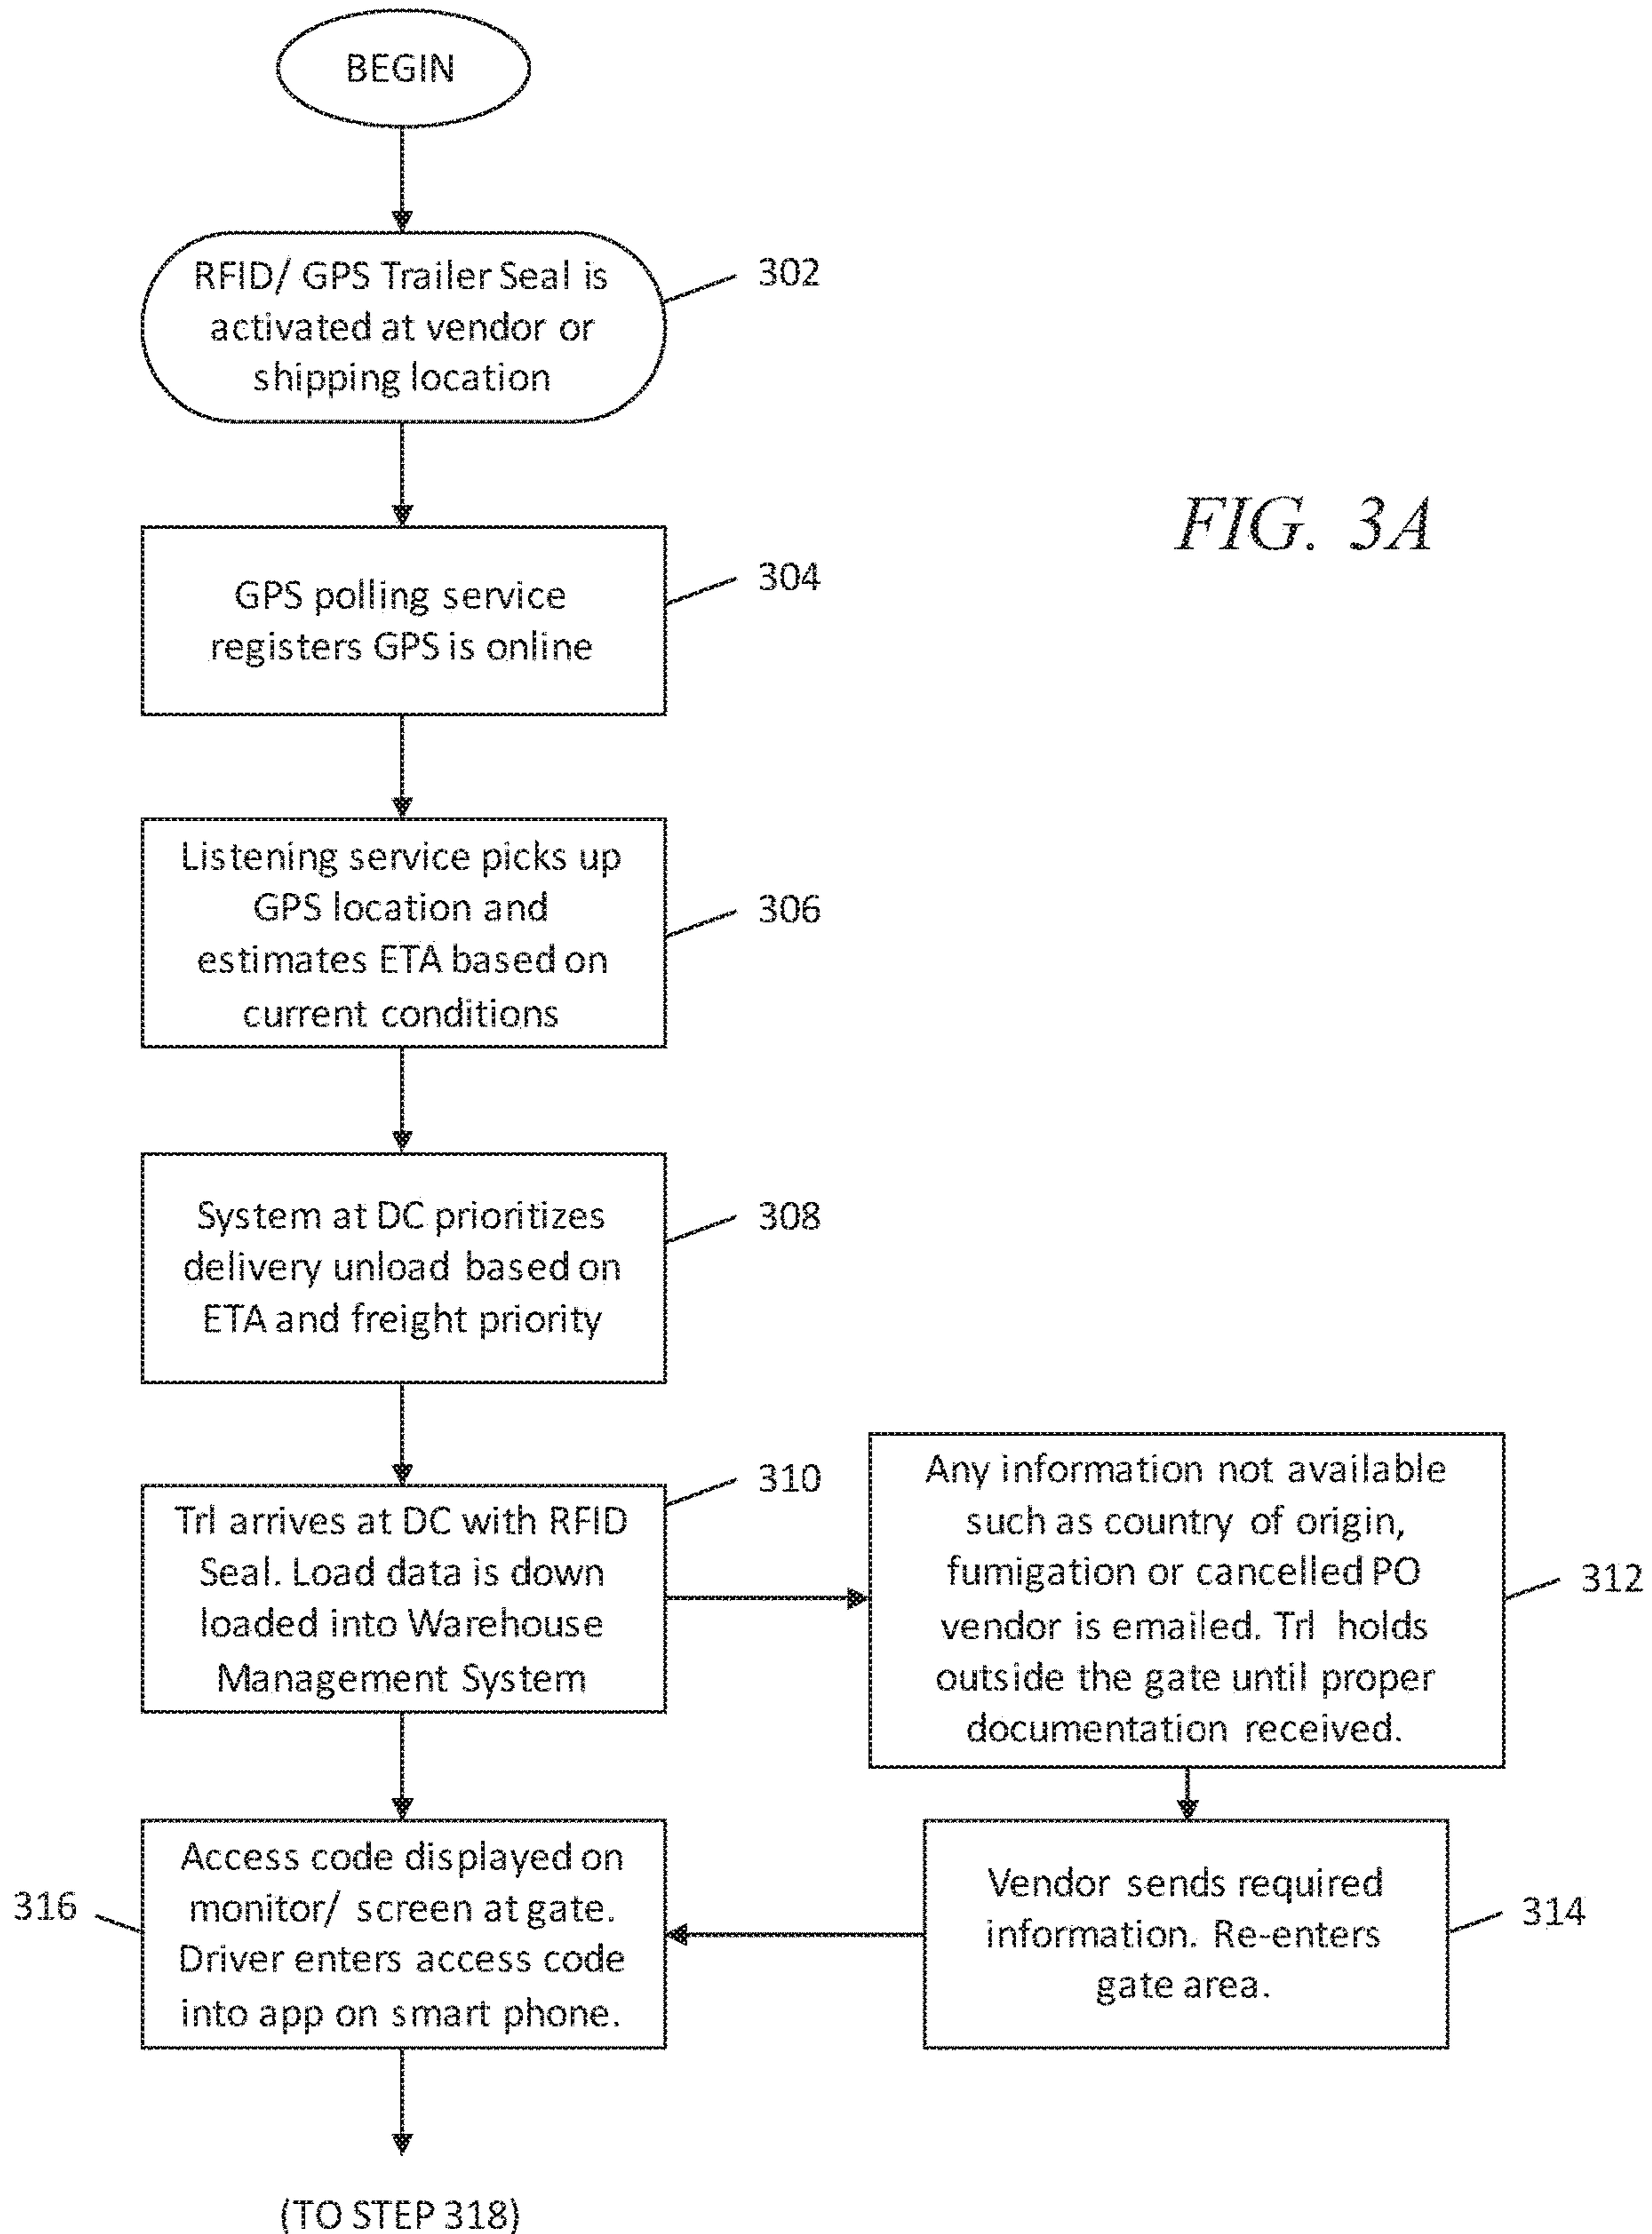 BEGIN
RFID/ GPS Trailer Seal is
activated at vendor or
shipping location
302
FIG. 3A
GPS polling service
registers GPS is online
304
Listening service picks up
GPS location and
estimates ETA based on
current conditions
306
System at DC prioritizes
delivery unload based on
ETA and freight priority
308
Trl arrives at DC with RFID
Seal. Load data is down
loaded into Warehouse
Management System
310
Any information not available
such as country of origin,
fumigation or cancelled PO
vendor is emailed. Trl holds
outside the gate until proper
documentation received.
312
Vendor sends required
information. Re-enters
gate area.
314
316
Access code displayed on
monitor/ screen at gate.
Driver enters access code
into app on smart phone.
(TO STEP 318)